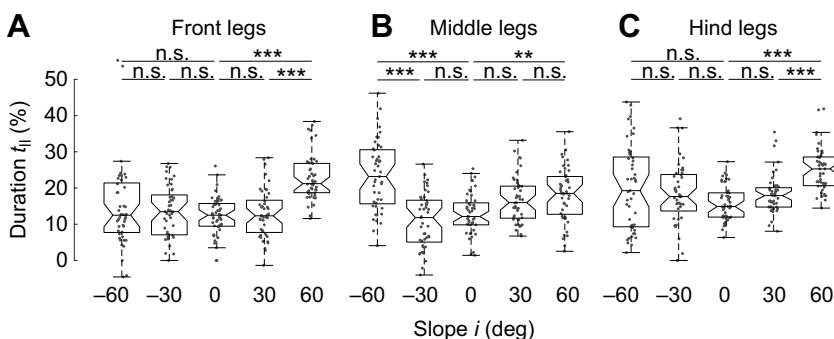 A Front legs B Middle legs C Hind legs
n.s. *** *** ** n.s. ***
n.s. n.s. n.s. *** *** n.s. n.s. n.s. n.s. n.s. n.s. ***
50
40
30
20
10
0
Duration t_II (%)
–60 –30 0 30 60 –60 –30 0 30 60 –60 –30 0 30 60
Slope i (deg)